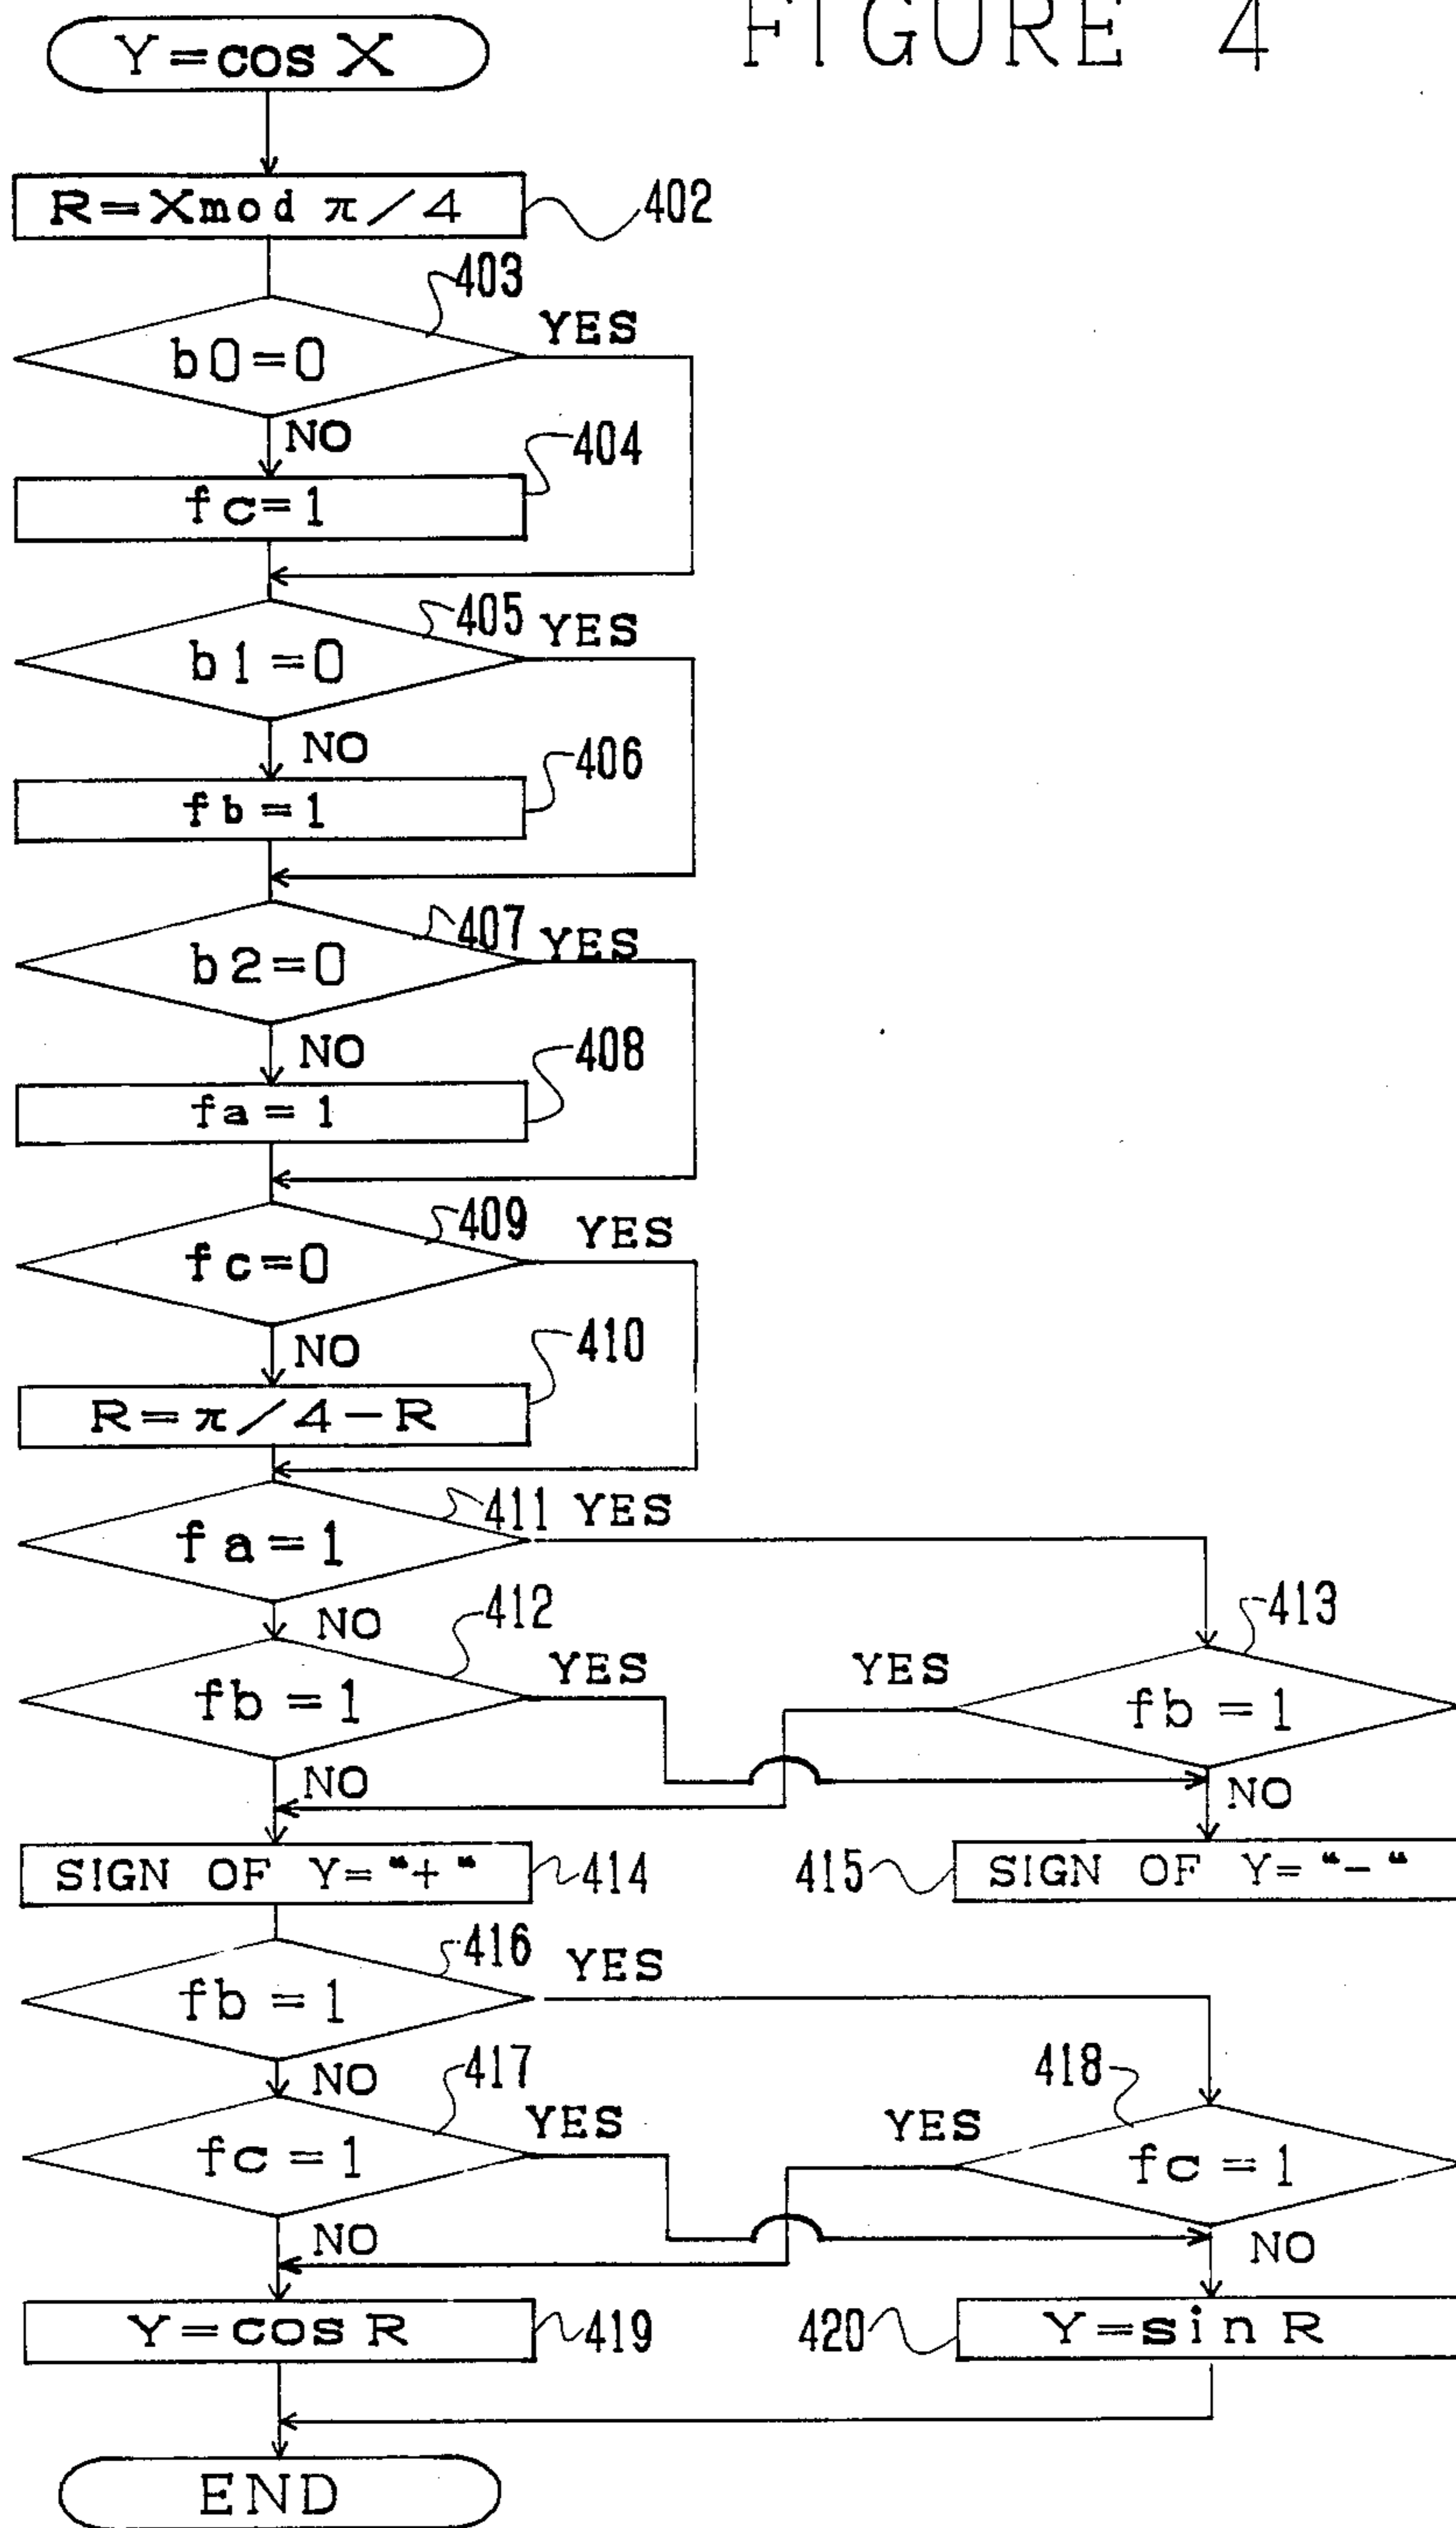 FIGURE 4
Y=cos X
R=Xmod π/4
402
403
b0=0
YES
NO
404
fc=1
405
YES
b1=0
NO
406
fb=1
407
YES
b2=0
NO
408
fa=1
409
YES
fc=0
NO
410
R=π/4-R
411
YES
fa=1
NO
412
413
YES
YES
fb=1
fb=1
NO
NO
SIGN OF Y="+"
414
415
SIGN OF Y="-"
416
YES
fb=1
NO
417
418
YES
YES
fc=1
fc=1
NO
NO
Y=cos R
419
420
Y=sin R
END